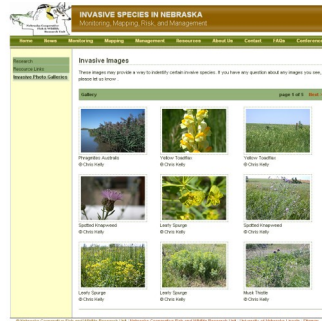 INVASIVE SPECIES IN NEBRASKA
Monitoring, Mapping, Risk, and Management
Home News Monitoring Mapping Management Resources About Us Contact FAQs Conference
Research
Resource Links
Invasive Photo Galleries
Invasive Images
These images may provide a way to indentify certain invasive species. If you have any question about any images you see,
please let us know
Gallery: page 1 of 5 Next
Phragmites Australis Yellow Toadflax Yellow Toadflax
© Chris Kelly © Chris Kelly © Chris Kelly
Spotted Knapweed Leafy Spurge Spotted Knapweed
© Chris Kelly © Chris Kelly © Chris Kelly
Leafy Spurge Leafy Spurge Musk Thistle
© Chris Kelly © Chris Kelly © Chris Kelly